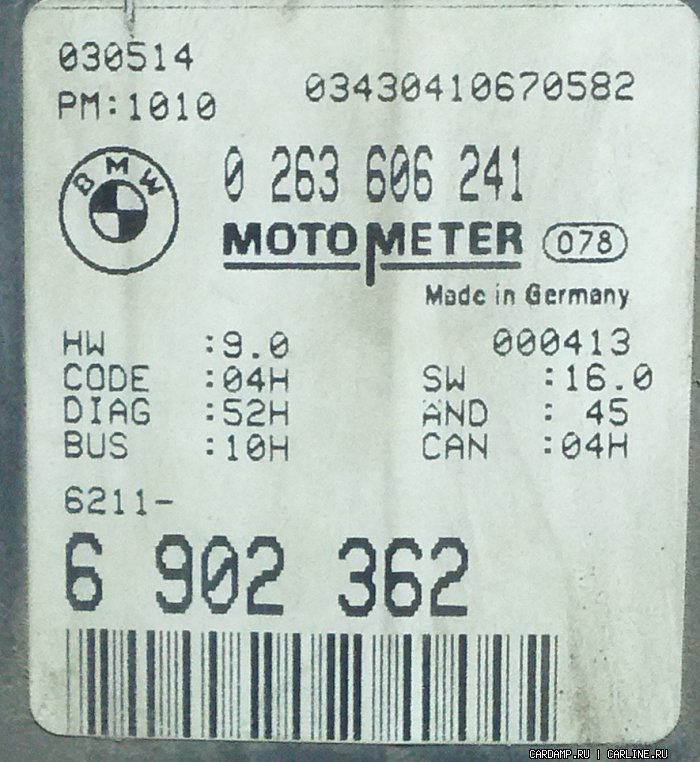 030514
PM:1010 03430410670582
BMW 0 263 606 241
MOTOMETER 078
Made in Germany
HW :9.0 000413
CODE :04H SW :16.0
DIAG :52H AND : 45
BUS :10H CAN :04H
6211-
6 902 362
CARDAMP.RU | CARLINE.RU